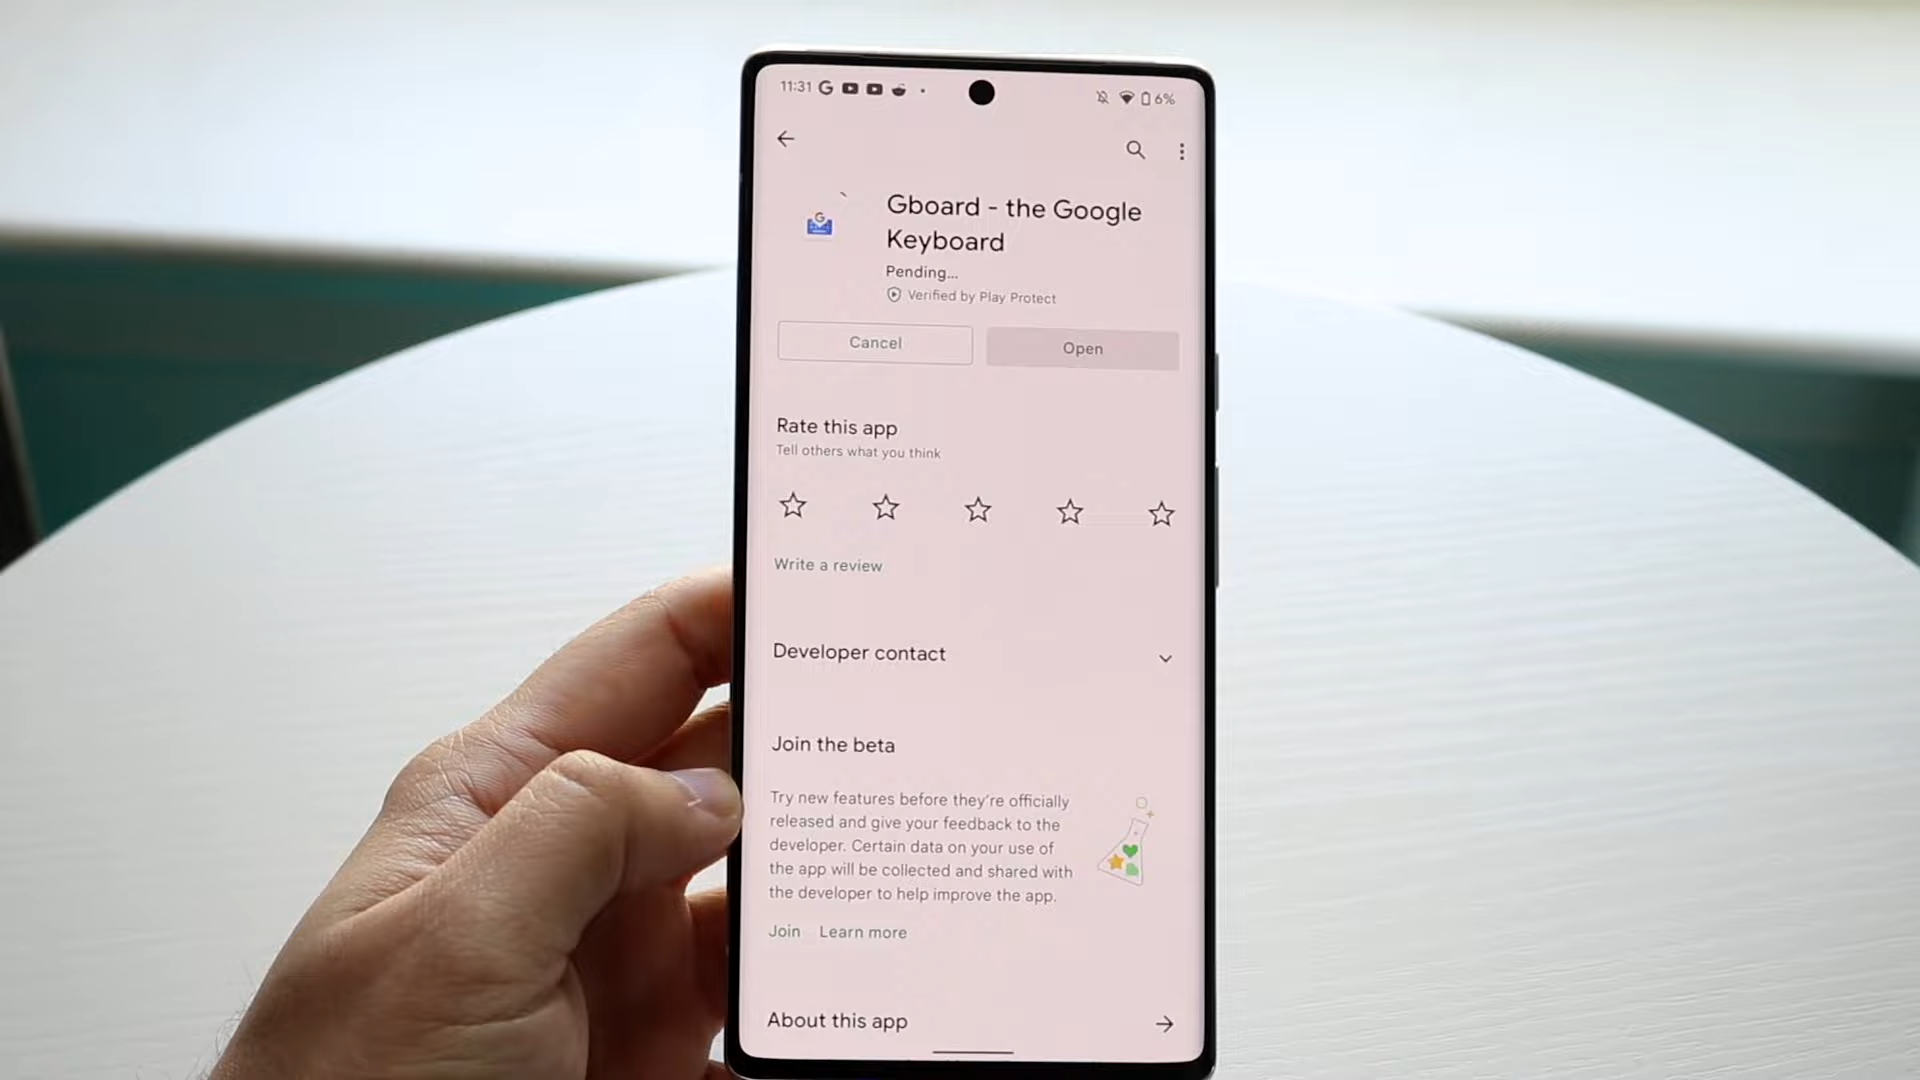 11:31
6%
Gboard - the Google
Keyboard
Pending...
Verified by Play Protect
Cancel
Open
Rate this app
Tell others what you think
Write a review
Developer contact
Join the beta
Try new features before they're officially
released and give your feedback to the
developer. Certain data on your use of
the app will be collected and shared with
the developer to help improve the app.
Join Learn more
About this app